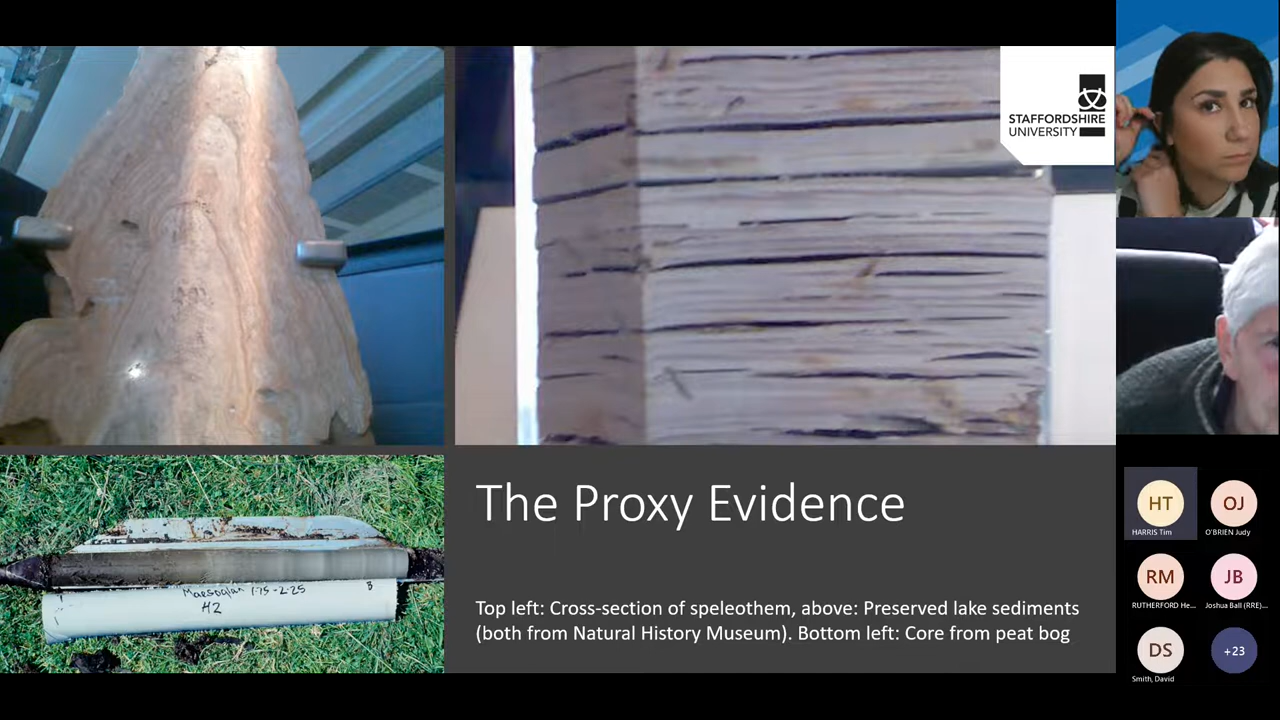 STAFFORDSHIRE
UNIVERSITY
The Proxy Evidence
Top left: Cross-section of speleothem, above: Preserved lake sediments
(both from Natural History Museum). Bottom left: Core from peat bog
1.75-2.25
B
H2
HT
HARRIS Tim
OJ
O'BRIEN Judy
RM
RUTHERFORD He...
JB
Joshua Ball (RRE)...
DS
Smith, David
+23